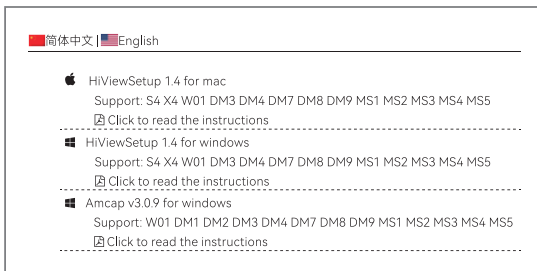 简体中文|English
HiViewSetup 1.4 for mac
Support: S4 X4 W01 DM3 DM4 DM7 DM8 DM9 MS1 MS2 MS3 MS4 MS5
Click to read the instructions
HiViewSetup 1.4 for windows
Support: S4 X4 W01 DM3 DM4 DM7 DM8 DM9 MS1 MS2 MS3 MS4 MS5
Click to read the instructions
Amcap v3.0.9 for windows
Support: W01 DM1 DM2 DM3 DM4 DM7 DM8 DM9 MS1 MS2 MS3 MS4 MS5
Click to read the instructions